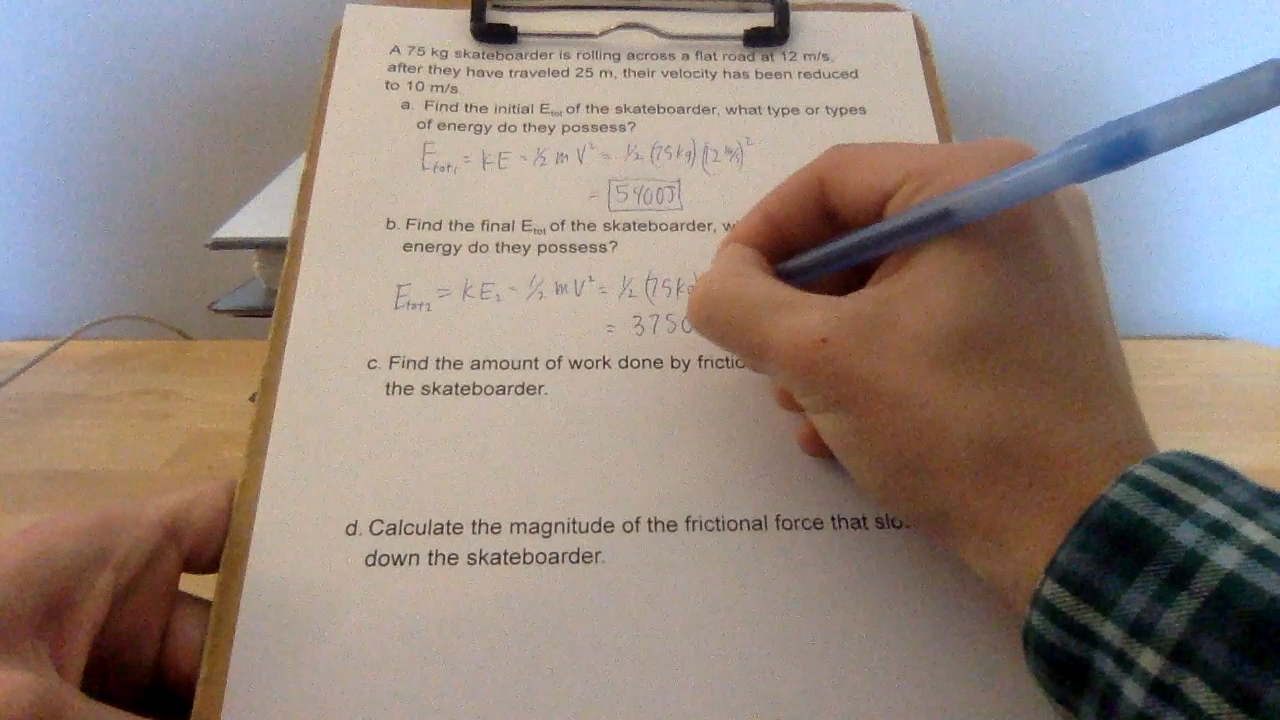 A 75 kg skateboarder is rolling across a flat road at 12 m/s,
after they have traveled 25 m, their velocity has been reduced
to 10 m/s.
a. Find the initial Etot of the skateboarder, what type or types
of energy do they possess?
Etot1 = KE = 1/2 m V² = 1/2 (75kg)(12 m/s)²
= 5400J
b. Find the final Etot of the skateboarder,
energy do they possess?
Etot2 = KE2 = 1/2 m V² = 1/2 (75kg)
= 3750
c. Find the amount of work done by
the skateboarder.
d. Calculate the magnitude of the frictional force that
down the skateboarder.